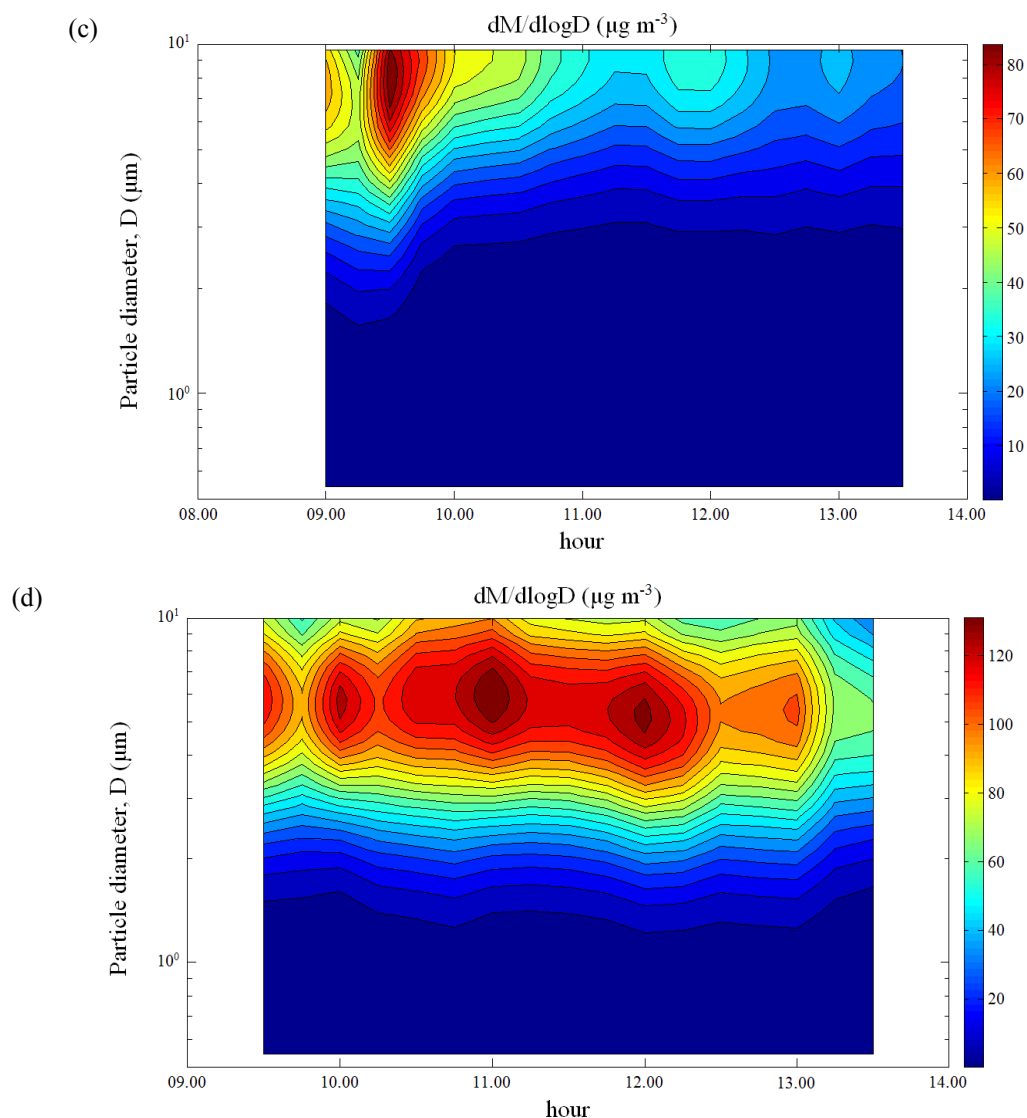 (c)
dM/dlogD (μg m⁻³)
Particle diameter, D (μm)
10¹
10⁰
08.00 09.00 10.00 11.00 12.00 13.00 14.00
hour
80
70
60
50
40
30
20
10
(d)
dM/dlogD (μg m⁻³)
Particle diameter, D (μm)
10¹
10⁰
09.00 10.00 11.00 12.00 13.00 14.00
hour
120
100
80
60
40
20